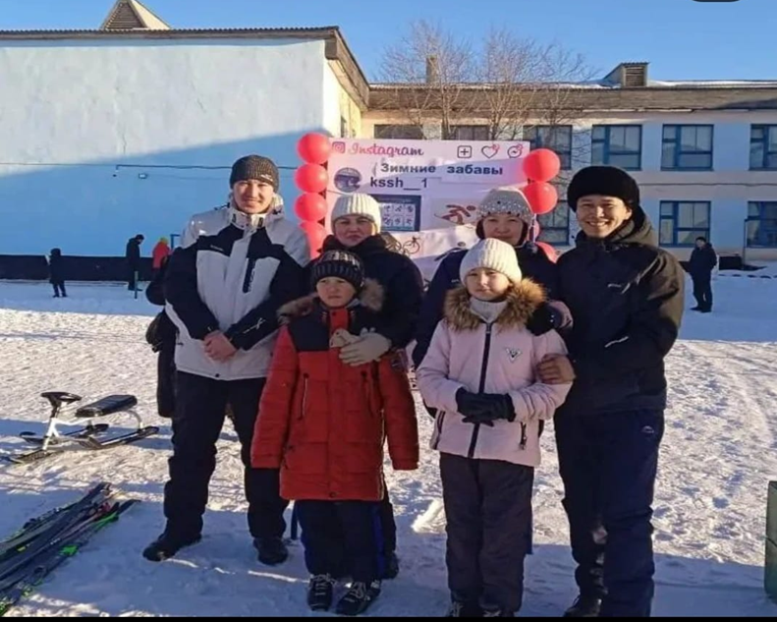 Instagram
Зимние забавы
kssh__1